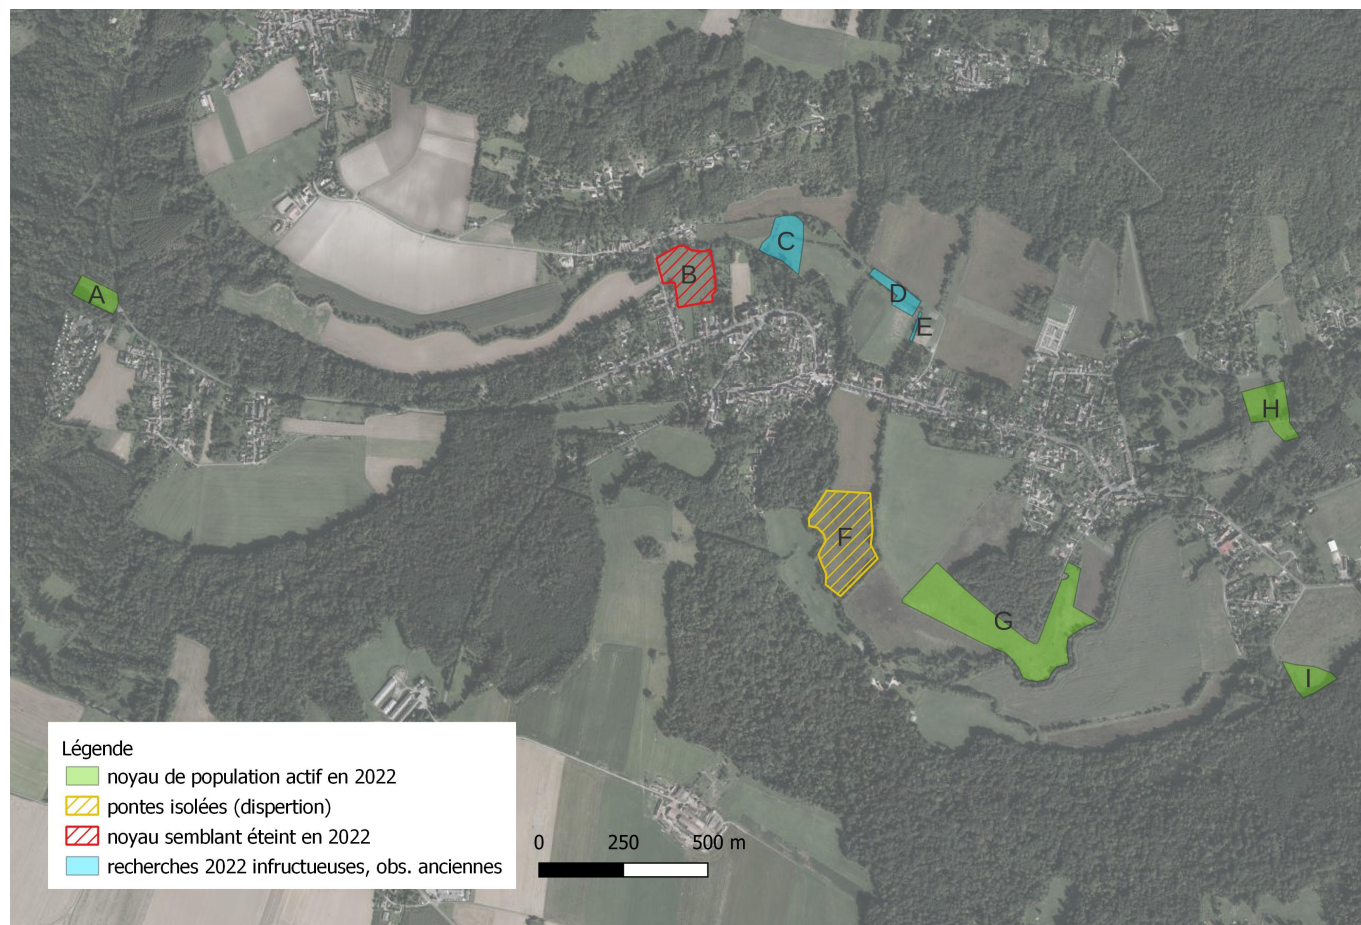 A
B
C
D
E
F
G
H
I
Légende
noyau de population actif en 2022
pontes isolées (dispertion)
noyau semblant éteint en 2022
recherches 2022 infructueuses, obs. anciennes
0 250 500 m